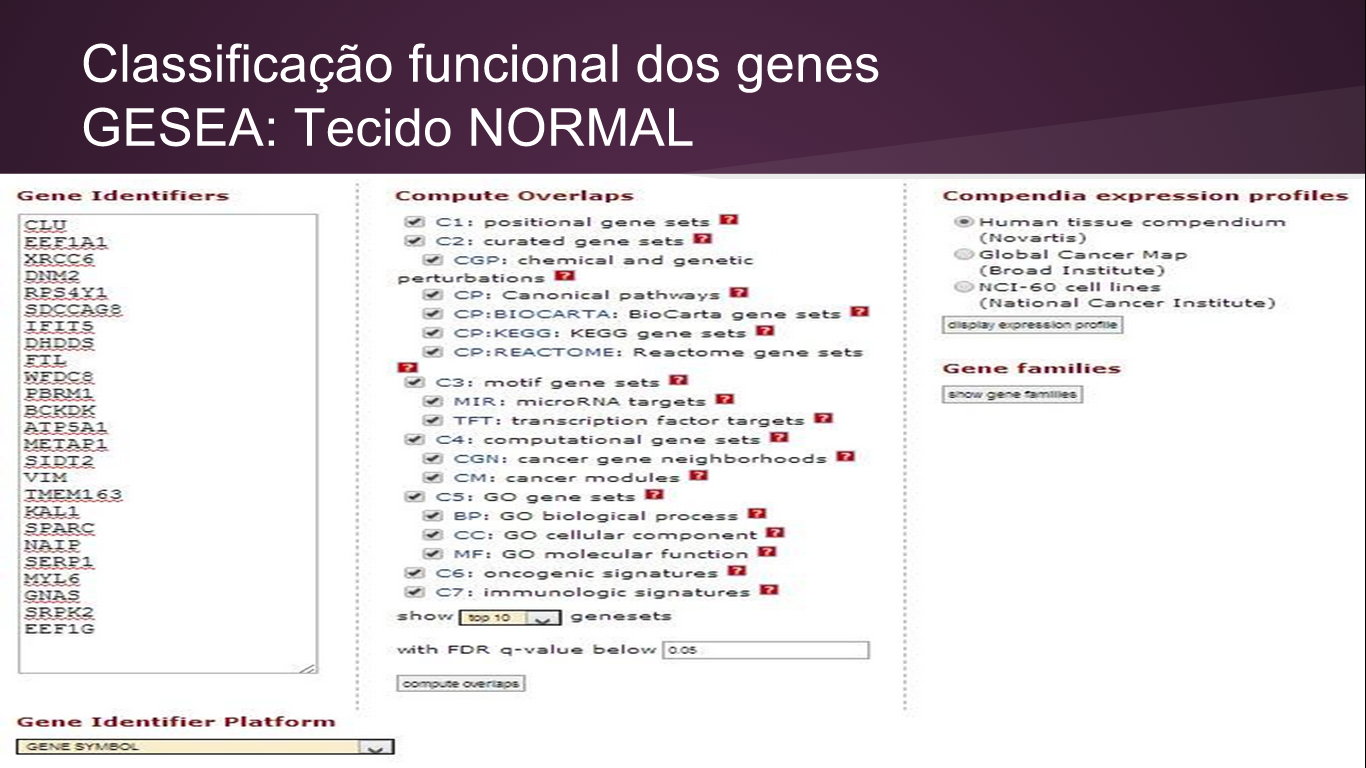 Classificação funcional dos genes
GESEA: Tecido NORMAL
Gene Identifiers
CLU
EEF1A1
XRCC6
DNM2
RPS4Y1
SDCCAG8
IFIT5
DHDDS
FTL
WFDC8
PBRM1
BCKDK
ATP5A1
METAP1
SIDT2
VIM
TMEM163
KAL1
SPARC
NAIP
SERP1
MYL6
GNAS
SRPK2
EEF1G
Gene Identifier Platform
GENE SYMBOL
Compute Overlaps
C1: positional gene sets ?
C2: curated gene sets ?
CGP: chemical and genetic
perturbations ?
CP: Canonical pathways ?
CP:BIOCARTA: BioCarta gene sets ?
CP:KEGG: KEGG gene sets ?
CP:REACTOME: Reactome gene sets
?
C3: motif gene sets ?
MIR: microRNA targets ?
TFT: transcription factor targets ?
C4: computational gene sets ?
CGN: cancer gene neighborhoods ?
CM: cancer modules ?
C5: GO gene sets ?
BP: GO biological process ?
CC: GO cellular component ?
MF: GO molecular function ?
C6: oncogenic signatures ?
C7: immunologic signatures ?
show top 10 genesets
with FDR q-value below 0.05
compute overlaps
Compendia expression profiles
Human tissue compendium
(Novartis)
Global Cancer Map
(Broad Institute)
NCI-60 cell lines
(National Cancer Institute)
display expression profile
Gene families
show gene families